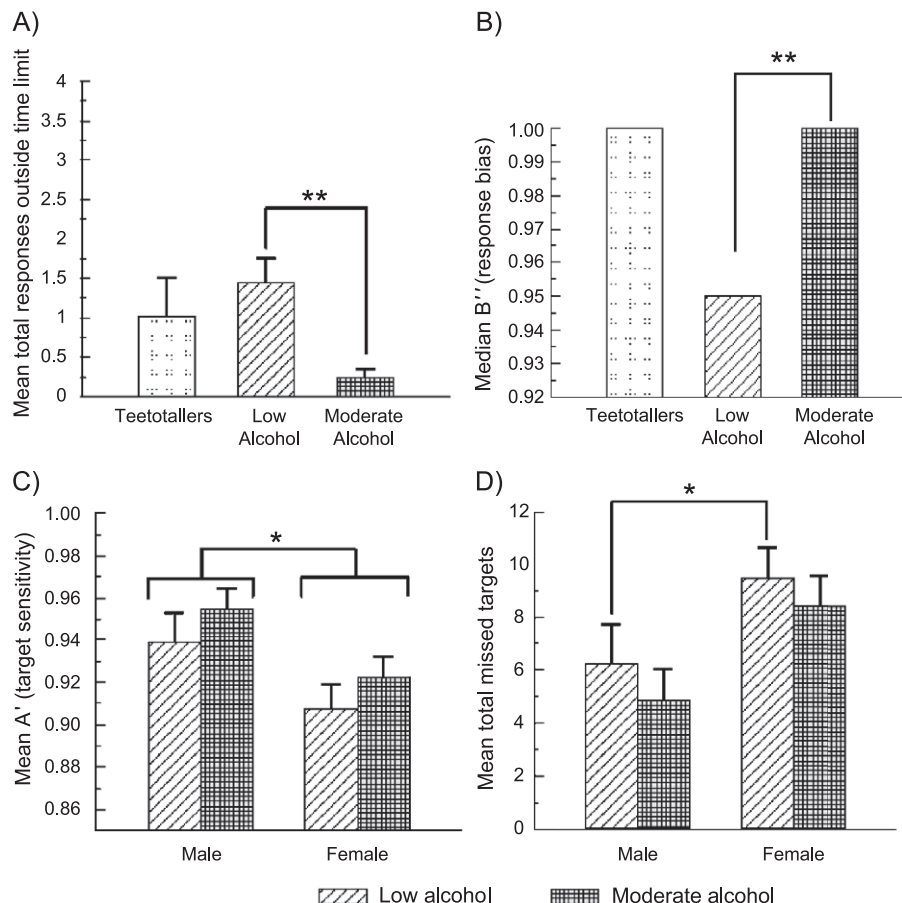 A)
Mean total responses outside time limit
4
3.5
3
2.5
2
1.5
1
0.5
0
**
Teetotallers
Low
Alcohol
Moderate
Alcohol
B)
Median B′′ (response bias)
1.00
0.99
0.98
0.97
0.96
0.95
0.94
0.93
0.92
**
Teetotallers
Low
Alcohol
Moderate
Alcohol
C)
Mean A' (target sensitivity)
1.00
0.98
0.96
0.94
0.92
0.90
0.88
0.86
*
Male
Female
D)
Mean total missed targets
12
10
8
6
4
2
0
*
Male
Female
Low alcohol
Moderate alcohol